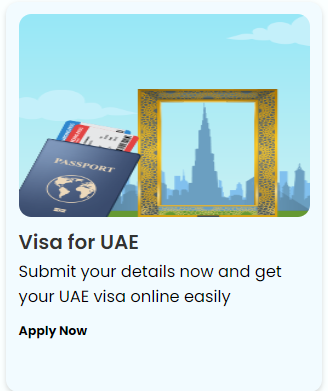 PASSPORT
Visa for UAE
Submit your details now and get
your UAE visa online easily
Apply Now